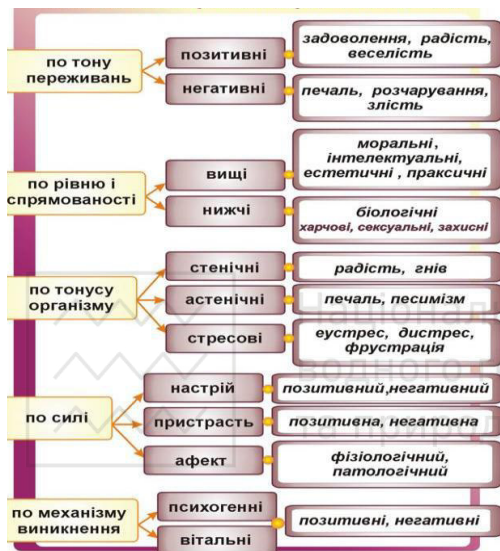 по тону
переживань
позитивні
задоволення, радість,
веселість
негативні
печаль, розчарування,
злість
по рівню і
спрямованості
вищі
моральні,
інтелектуальні,
естетичні , праксичні
нижчі
біологічні
харчові, сексуальні, захисні
по тонусу
організму
стенічні
радість, гнів
астенічні
печаль, песимізм
стресові
еустрес, дистрес,
фрустрація
по силі
настрій
позитивний,негативний
пристрасть
позитивна, негативна
афект
фізіологічний,
патологічний
по механізму
виникнення
психогенні
вітальні
позитивні, негативні